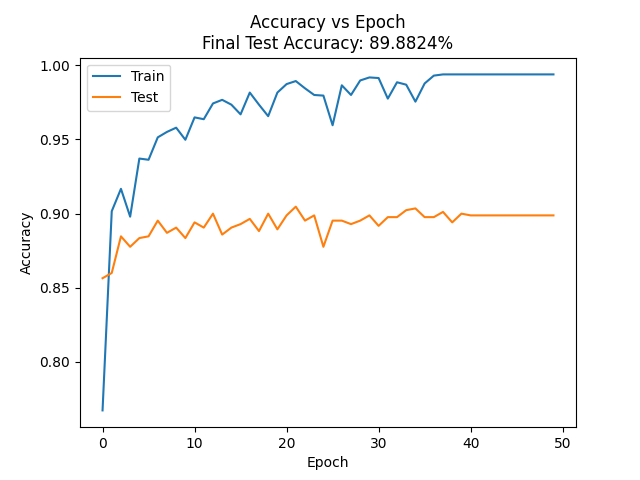 Accuracy vs Epoch
Final Test Accuracy: 89.8824%
Train
Test
1.00
0.95
0.90
0.85
0.80
Accuracy
0
10
20
30
40
50
Epoch